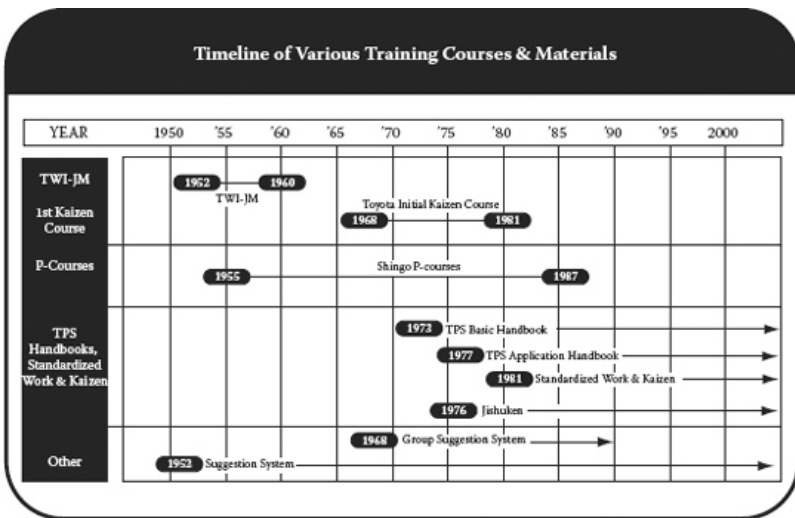 Timeline of Various Training Courses & Materials
YEAR 1950 '55 '60 '65 '70 '75 '80 '85 '90 '95 2000
TWI-JM
1952 1960
TWI-JM
1st Kaizen
Course
Toyota Initial Kaizen Course
1968 1981
P-Courses
Shingo P-courses
1955 1987
TPS
Handbooks,
Standardized
Work & Kaizen
1973 TPS Basic Handbook
1977 TPS Application Handbook
1981 Standardized Work & Kaizen
1976 Jishuken
Other
1968 Group Suggestion System
1952 Suggestion System